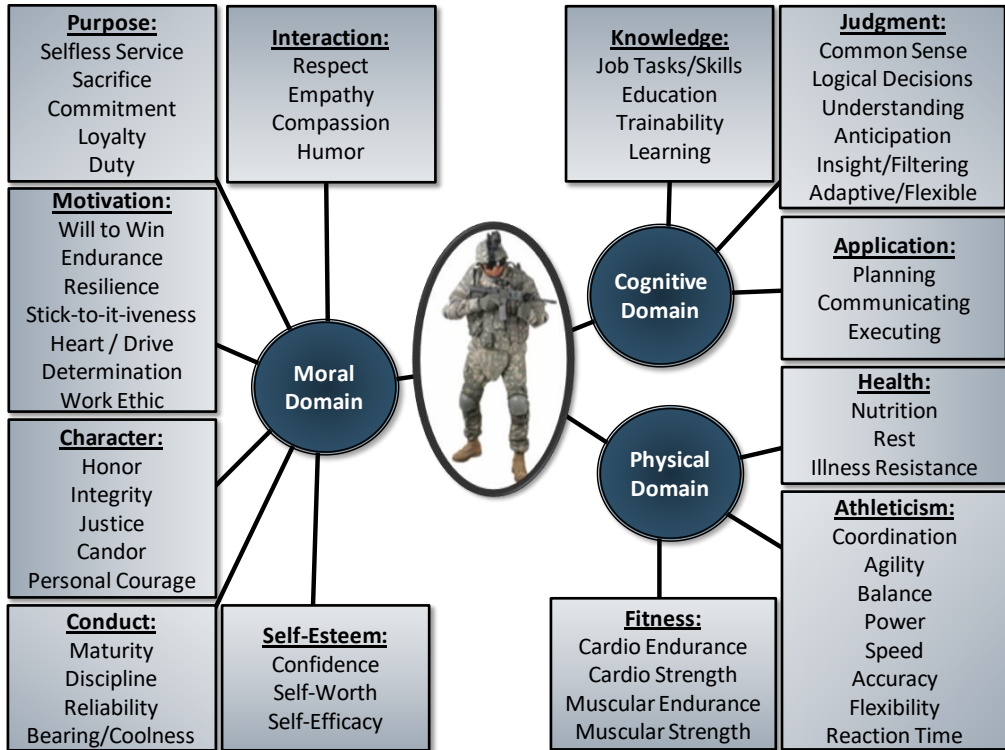 Purpose:
Selfless Service
Sacrifice
Commitment
Loyalty
Duty
Interaction:
Respect
Empathy
Compassion
Humor
Knowledge:
Job Tasks/Skills
Education
Trainability
Learning
Judgment:
Common Sense
Logical Decisions
Understanding
Anticipation
Insight/Filtering
Adaptive/Flexible
Motivation:
Will to Win
Endurance
Resilience
Stick-to-it-iveness
Heart / Drive
Determination
Work Ethic
Moral
Domain
Cognitive
Domain
Application:
Planning
Communicating
Executing
Physical
Domain
Health:
Nutrition
Rest
Illness Resistance
Character:
Honor
Integrity
Justice
Candor
Personal Courage
Conduct:
Maturity
Discipline
Reliability
Bearing/Coolness
Self-Esteem:
Confidence
Self-Worth
Self-Efficacy
Fitness:
Cardio Endurance
Cardio Strength
Muscular Endurance
Muscular Strength
Athleticism:
Coordination
Agility
Balance
Power
Speed
Accuracy
Flexibility
Reaction Time